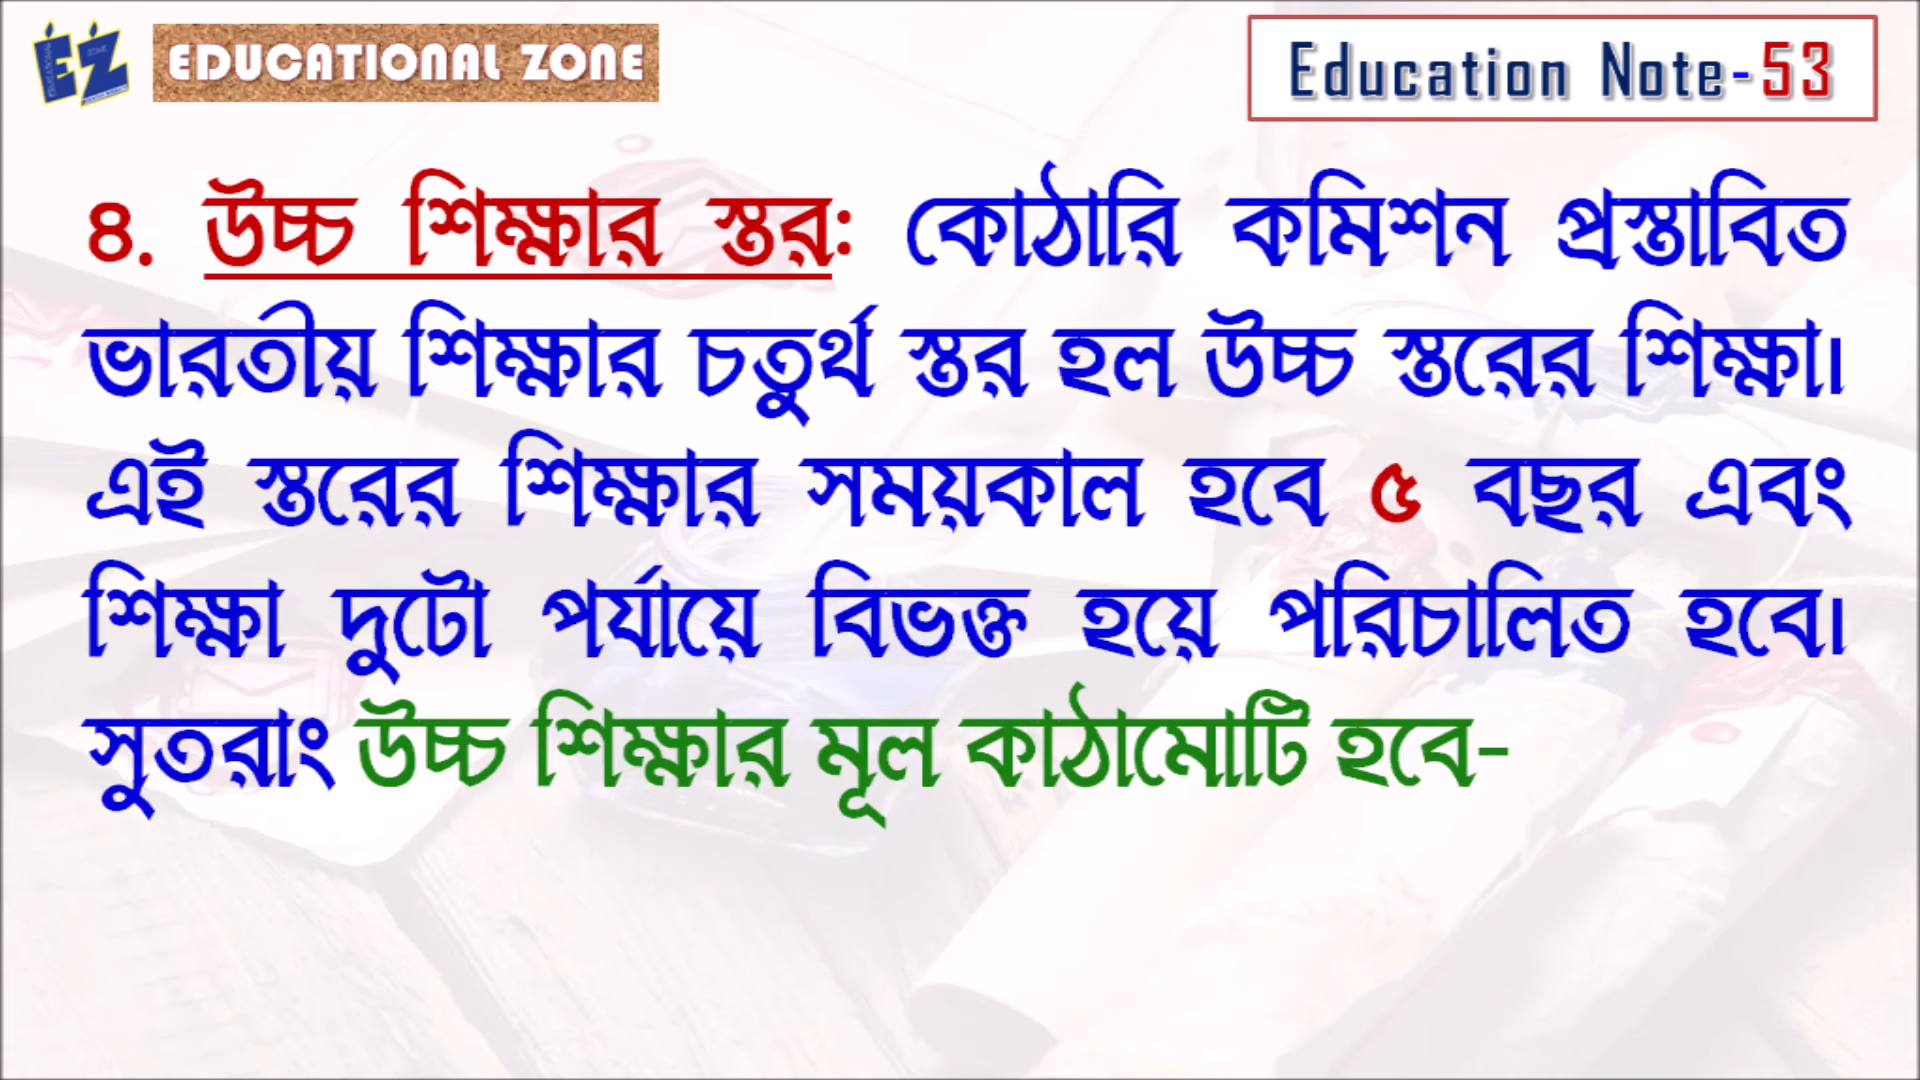 EZ EDUCATIONAL ZONE
Education Note-53
৪. উচ্চ শিক্ষার স্তর: কোঠারি কমিশন প্রস্তাবিত
ভারতীয় শিক্ষার চতুর্থ স্তর হল উচ্চ স্তরের শিক্ষা।
এই স্তরের শিক্ষার সময়কাল হবে ৫ বছর এবং
শিক্ষা দুটো পর্যায়ে বিভক্ত হয়ে পরিচালিত হবে।
সুতরাং উচ্চ শিক্ষার মূল কাঠামোটি হবে-